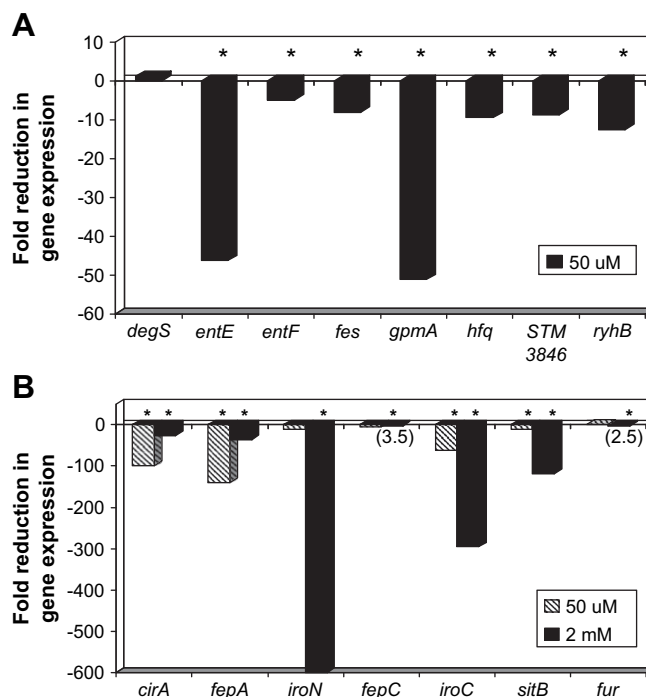 A
* * * * * * *
10
0
-10
-20
-30
-40
-50
-60
Fold reduction in
gene expression
50 uM
degS entE entF fes gpmA hfq STM ryhB
3846
B
* * * * * * * * * * *
0
-100
-200
-300
-400
-500
-600
(3.5) (2.5)
Fold reduction in
gene expression
50 uM
2 mM
cirA fepA iroN fepC iroC sitB fur